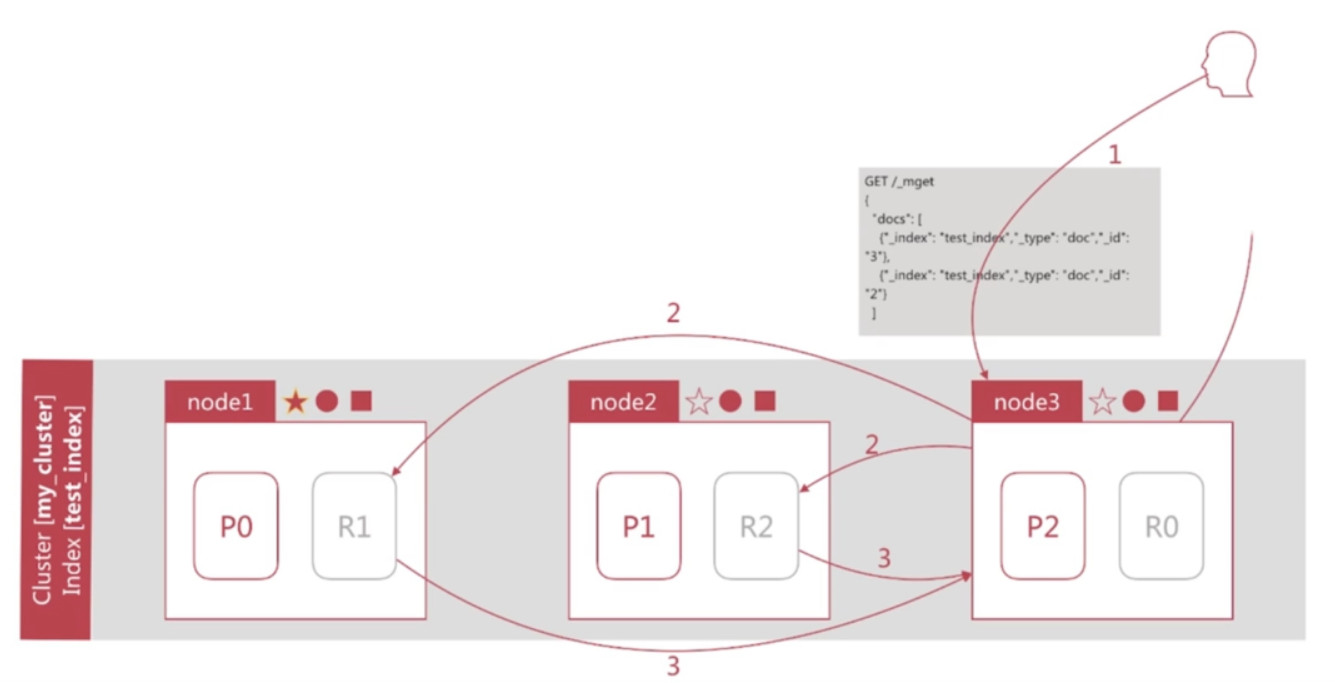 1
GET /_mget
{
"docs": [
{"_index": "test_index","_type": "doc","_id":
"3"},
{"_index": "test_index","_type": "doc","_id":
"2"}
]
2
Cluster [my_cluster]
Index [test_index]
node1
node2
node3
2
P0
R1
P1
R2
P2
R0
3
3